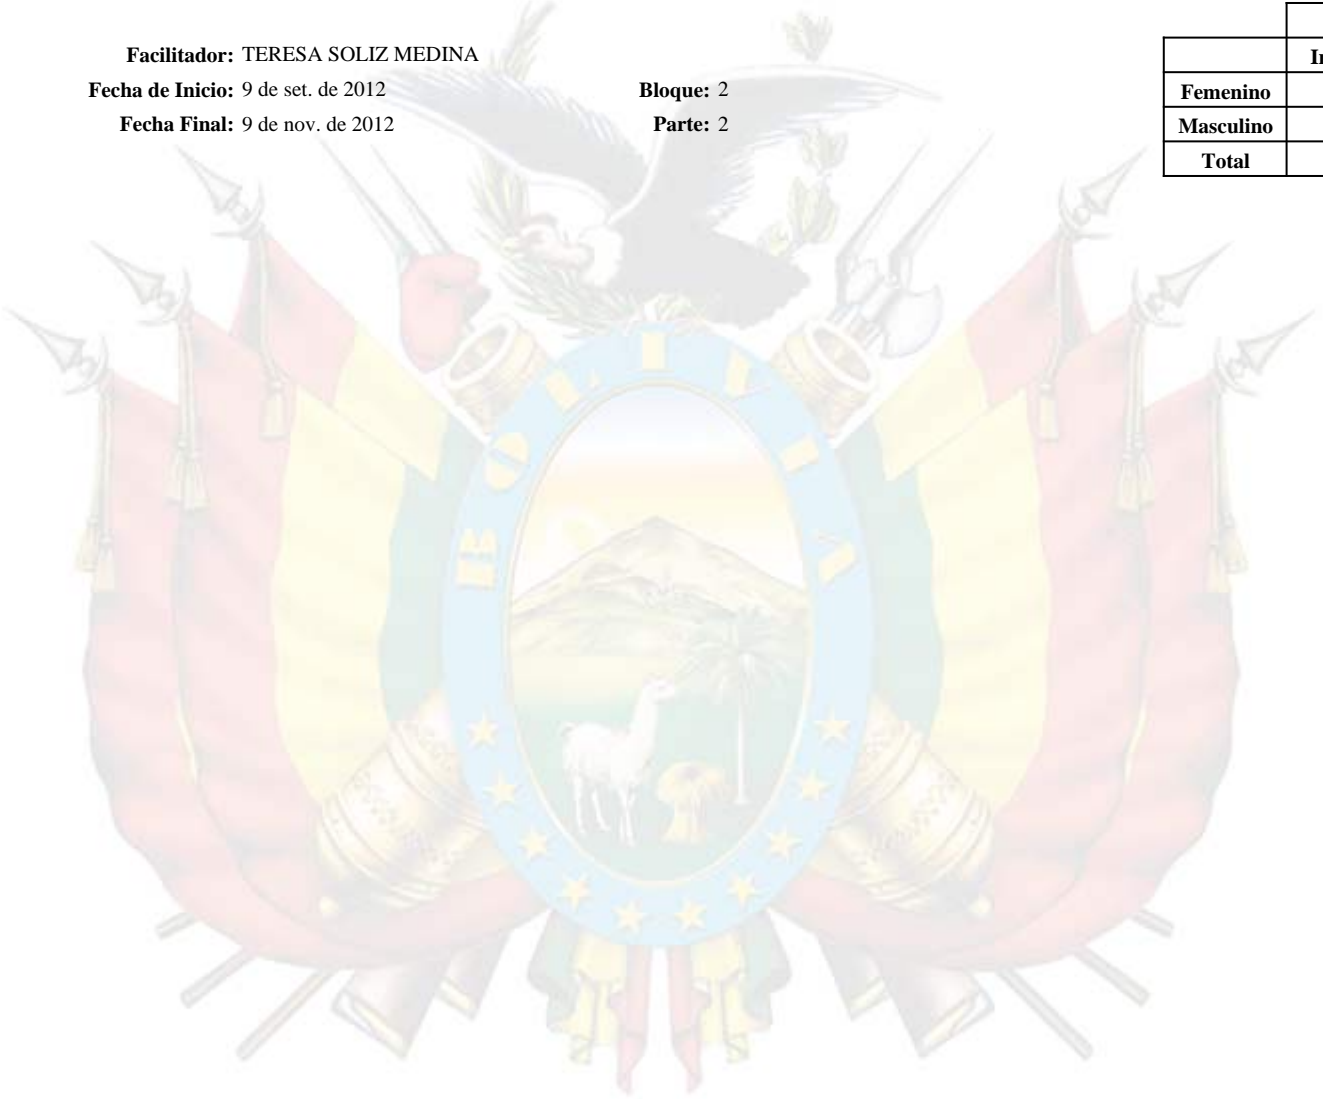 Facilitador: TERESA SOLIZ MEDINA
Fecha de Inicio: 9 de set. de 2012 Bloque: 2
Fecha Final: 9 de nov. de 2012 Parte: 2
Femenino
Masculino
Total
BOLIVIA